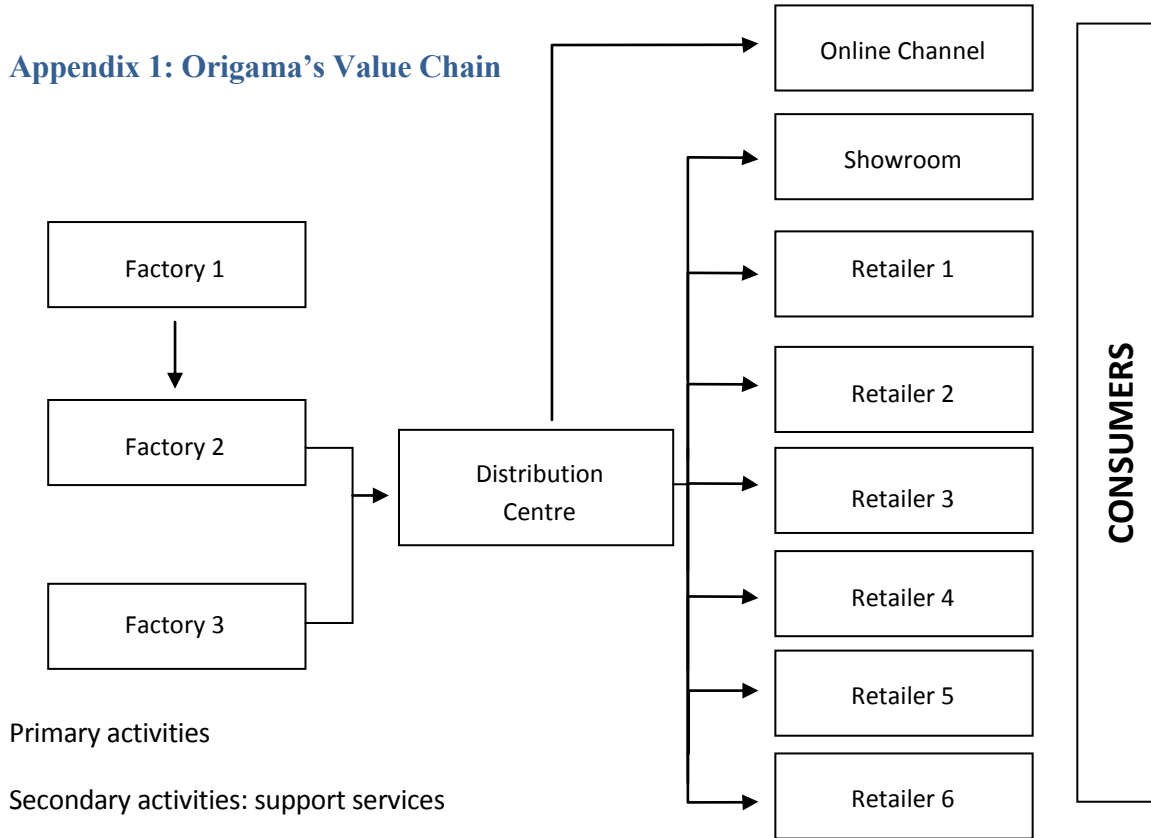 Appendix 1: Origama's Value Chain
Online Channel
Showroom
Factory 1
Retailer 1
Retailer 2
Factory 2
Distribution
Centre
Retailer 3
Factory 3
Retailer 4
Retailer 5
Retailer 6
CONSUMERS
Primary activities
Secondary activities: support services